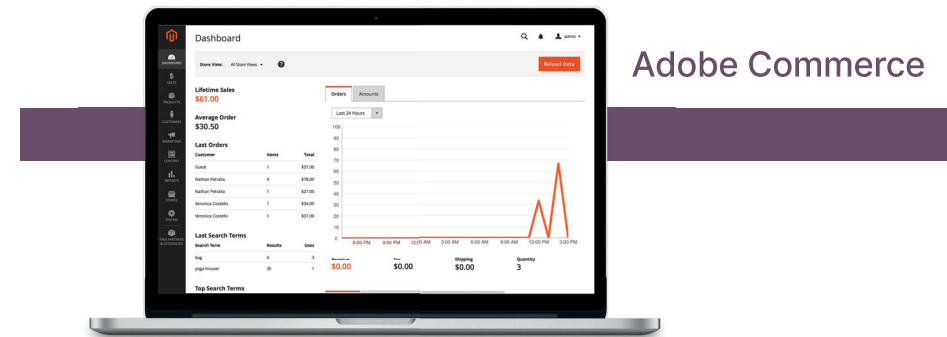 Adobe Commerce
Dashboard
admin
Store View: All Store Views
Reload Data
DASHBOARD
SALES
PRODUCTS
CUSTOMERS
MARKETING
CONTENT
REPORTS
STORES
SYSTEM
FIND PARTNERS
& EXTENSIONS
Lifetime Sales
$61.00
Average Order
$30.50
Last Orders
Customer Items Total
Guest 1 $37.00
Nathan Petralia 4 $78.00
Nathan Petralia 1 $27.00
Veronica Costello 1 $34.00
Veronica Costello 1 $37.00
Last Search Terms
Search Term Results Uses
bag 4 3
yoga trouser 35 1
Top Search Terms
Orders Amounts
Last 24 Hours
90
80
70
60
50
40
30
20
10
0
6:00 PM 9:00 PM 12:00 AM 3:00 AM 6:00 AM 9:00 AM 12:00 PM 3:00 PM
Shipping Quantity
$0.00 $0.00 $0.00 3